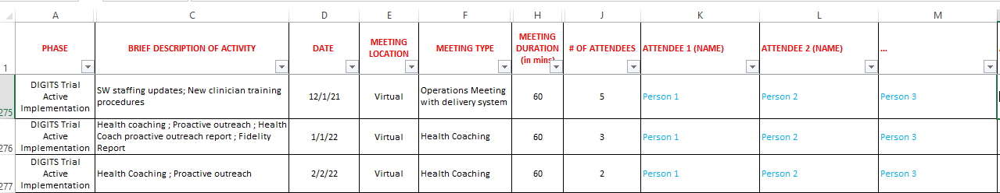 A C D E F H J K L M
1 PHASE BRIEF DESCRIPTION OF ACTIVITY DATE MEETING LOCATION MEETING TYPE MEETING DURATION (in mins) # OF ATTENDEES ATTENDEE 1 (NAME) ATTENDEE 2 (NAME) ...
275 DIGITS Trial Active Implementation SW staffing updates; New clinician training procedures 12/1/21 Virtual Operations Meeting with delivery system 60 5 Person 1 Person 2 Person 3
276 DIGITS Trial Active Implementation Health coaching ; Proactive outreach ; Health Coach proactive outreach report ; Fidelity Report 1/1/22 Virtual Health Coaching 60 3 Person 1 Person 2 Person 3
277 DIGITS Trial Active Implementation Health Coaching ; Proactive outreach 2/2/22 Virtual Health Coaching 60 2 Person 1 Person 2 Person 3